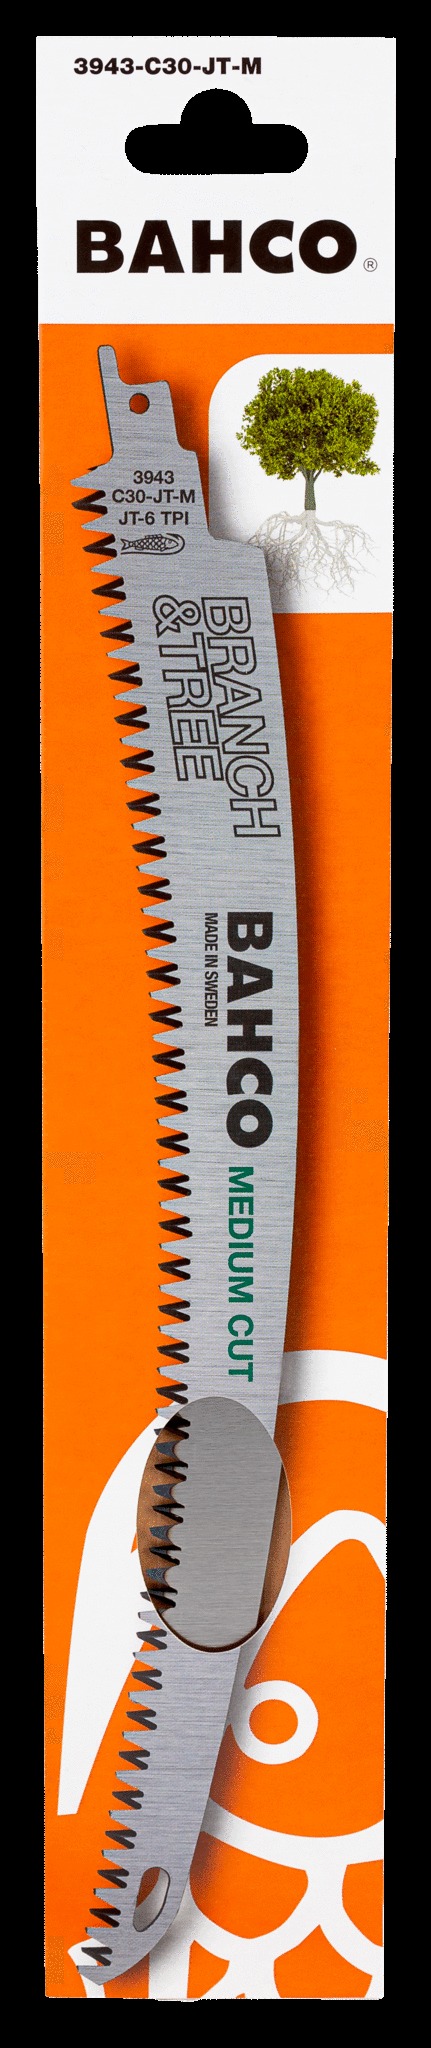 3943-C30-JT-M
BAHCO®
3943
C30-JT-M
JT-6 TPI
BRANCH
& TREE
BAHCO
MADE IN SWEDEN
MEDIUM CUT